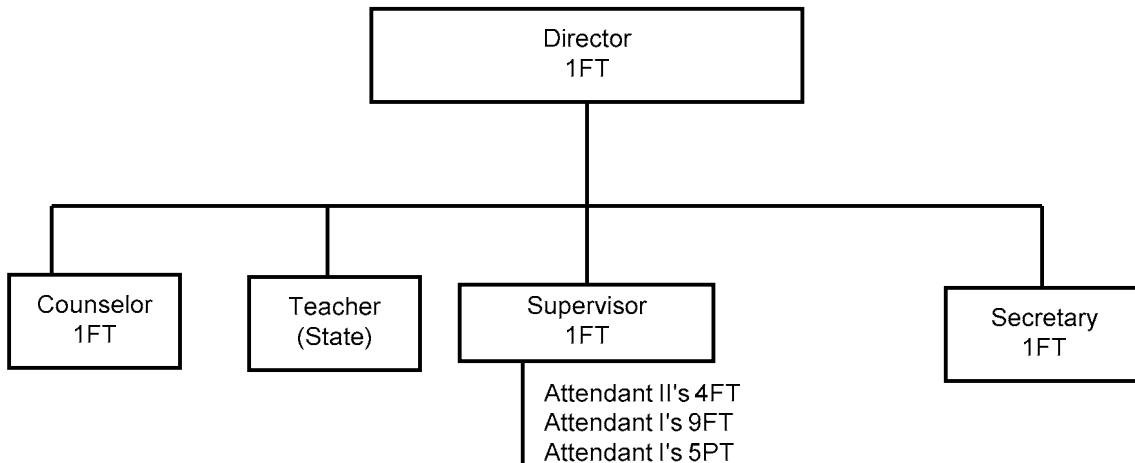 Director
1FT
Counselor
1FT
Teacher
(State)
Supervisor
1FT
Secretary
1FT
Attendant II's 4FT
Attendant I's 9FT
Attendant I's 5PT